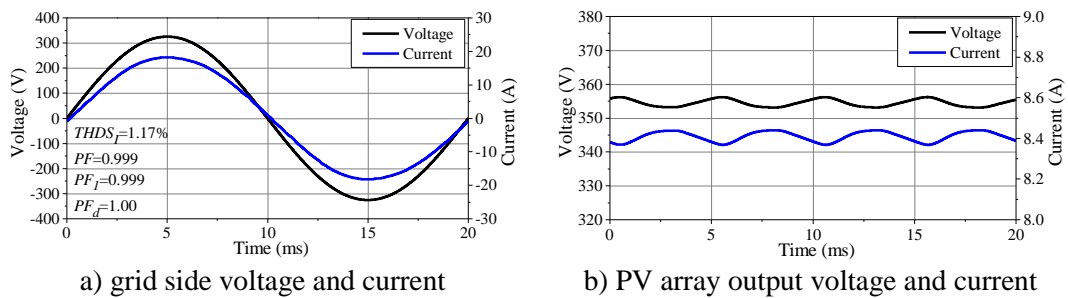 400
300
200
100
0
-100
-200
-300
-400
Voltage (V)
30
20
10
0
-10
-20
-30
Current (A)
Voltage
Current
THDS_I=1.17%
PF=0.999
PF_I=0.999
PF_d=1.00
0 5 10 15 20
Time (ms)
a) grid side voltage and current
380
370
360
350
340
330
320
Voltage (V)
9.0
8.8
8.6
8.4
8.2
8.0
Current (A)
Voltage
Current
0 5 10 15 20
Time (ms)
b) PV array output voltage and current